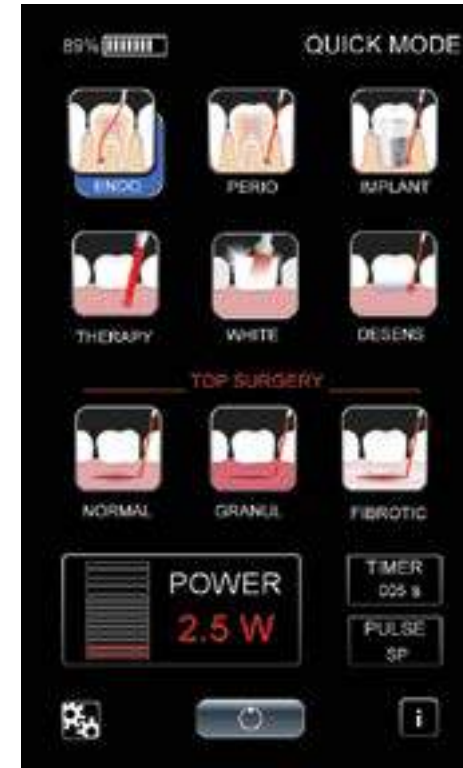 89%
QUICK MODE
ENDO
PERIO
IMPLANT
THERAPY
WHITE
DESENS
TOP SURGERY
NORMAL
GRANUL
FIBROTIC
POWER
2.5 W
TIMER
005 s
PULSE
SP
i